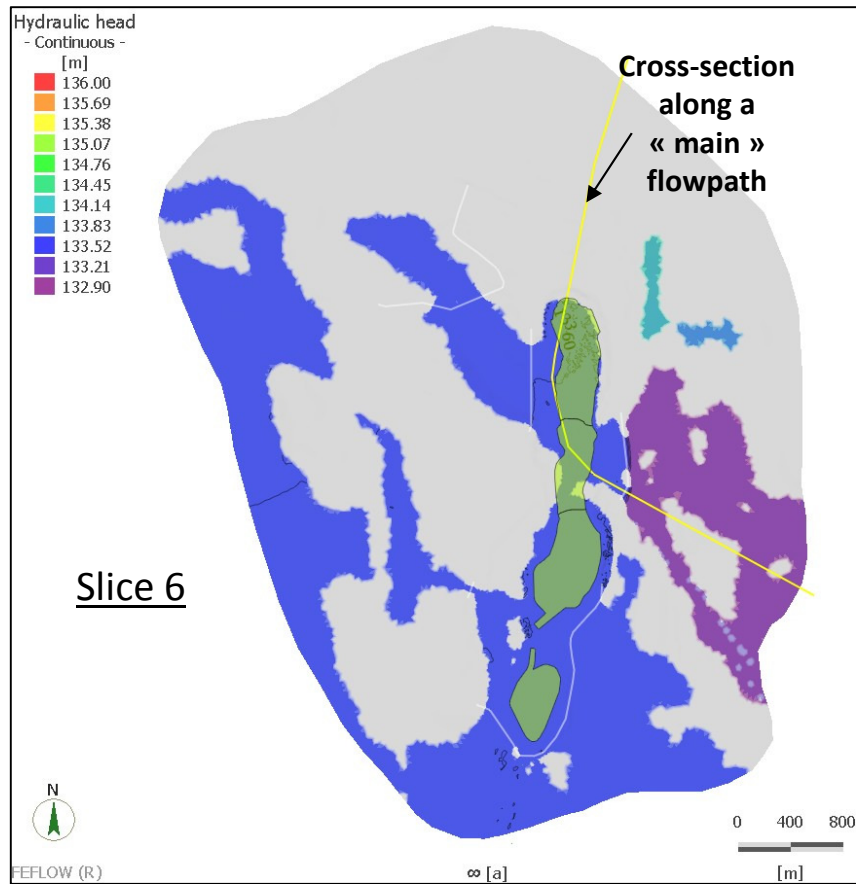 Hydraulic head
- Continuous -
[m]
136.00
135.69
135.38
135.07
134.76
134.45
134.14
133.83
133.52
133.21
132.90
Cross-section
along a
« main »
flowpath
Slice 6
N
0 400 800
[m]
FEFLOW (R)
∞ [a]